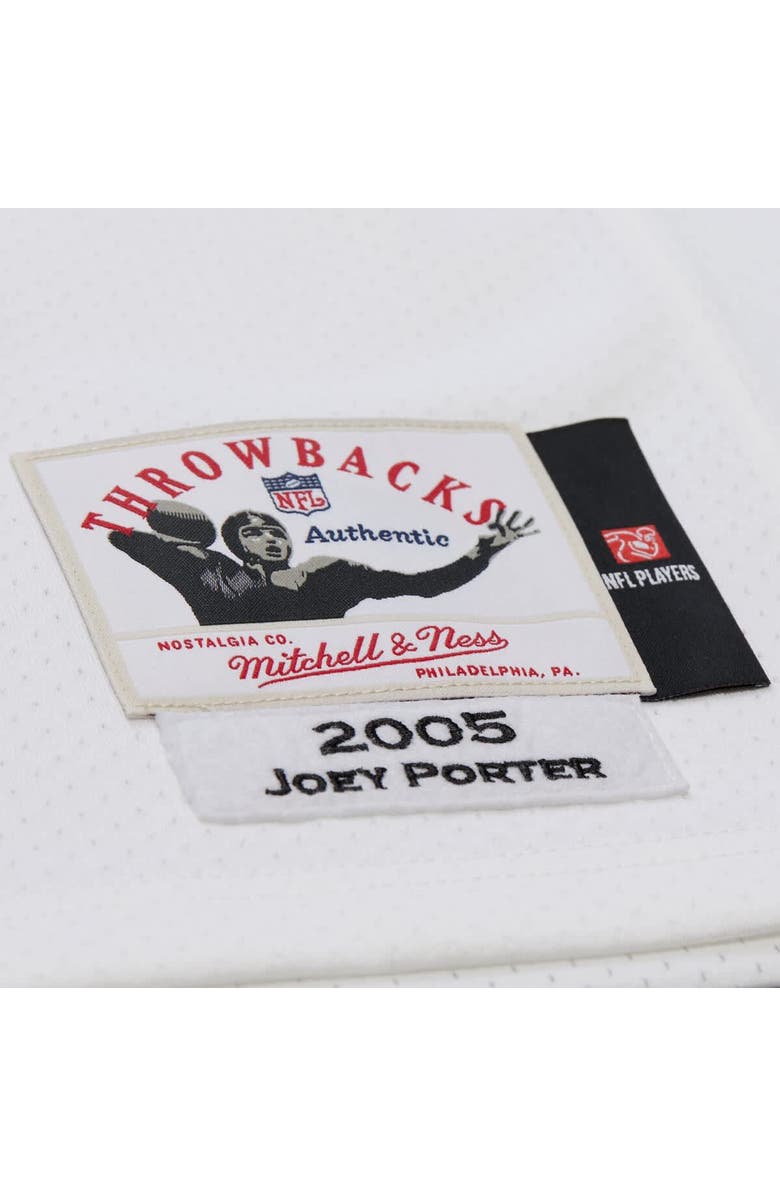 THROWBACKS
NFL
Authentic
NFL PLAYERS
NOSTALGIA CO.
Mitchell & Ness
PHILADELPHIA, PA.
2005
JOEY PORTER